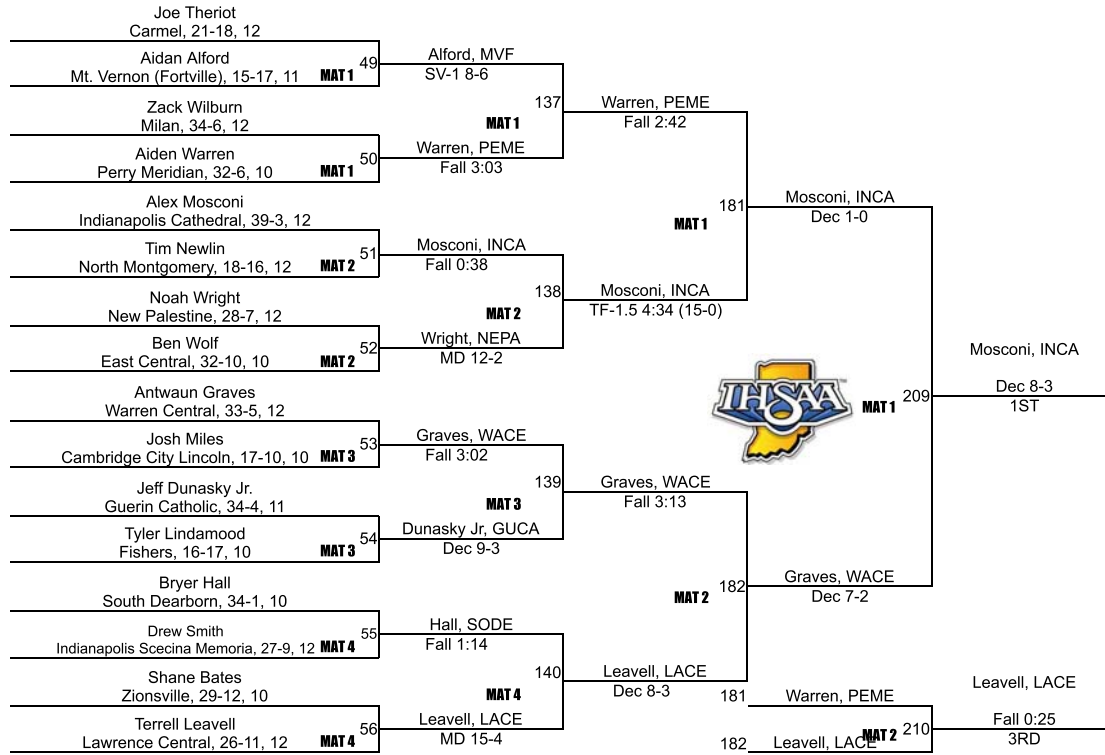 Joe Theriot
Carmel, 21-18, 12
Aidan Alford
Mt. Vernon (Fortville), 15-17, 11
MAT 1
49
Alford, MVF
SV-1 8-6
Zack Wilburn
Milan, 34-6, 12
Aiden Warren
Perry Meridian, 32-6, 10
MAT 1
50
Warren, PEME
Fall 3:03
137
MAT 1
Warren, PEME
Fall 2:42
Alex Mosconi
Indianapolis Cathedral, 39-3, 12
Tim Newlin
North Montgomery, 18-16, 12
MAT 2
51
Mosconi, INCA
Fall 0:38
Noah Wright
New Palestine, 28-7, 12
Ben Wolf
East Central, 32-10, 10
MAT 2
52
Wright, NEPA
MD 12-2
138
MAT 2
Mosconi, INCA
TF-1.5 4:34 (15-0)
181
MAT 1
Mosconi, INCA
Dec 1-0
Antwaun Graves
Warren Central, 33-5, 12
Josh Miles
Cambridge City Lincoln, 17-10, 10
MAT 3
53
Graves, WACE
Fall 3:02
Jeff Dunasky Jr.
Guerin Catholic, 34-4, 11
Tyler Lindamood
Fishers, 16-17, 10
MAT 3
54
Dunasky Jr, GUCA
Dec 9-3
139
MAT 3
Graves, WACE
Fall 3:13
Bryer Hall
South Dearborn, 34-1, 10
Drew Smith
Indianapolis Scecina Memoria, 27-9, 12
MAT 4
55
Hall, SODE
Fall 1:14
Shane Bates
Zionsville, 29-12, 10
Terrell Leavell
Lawrence Central, 26-11, 12
MAT 4
56
Leavell, LACE
MD 15-4
140
MAT 4
Leavell, LACE
Dec 8-3
182
MAT 2
Graves, WACE
Dec 7-2
IHSAA
TM
MAT 1
209
Mosconi, INCA
Dec 8-3
1ST
181
Warren, PEME
182
Leavell, LACE
MAT 2
210
Leavell, LACE
Fall 0:25
3RD